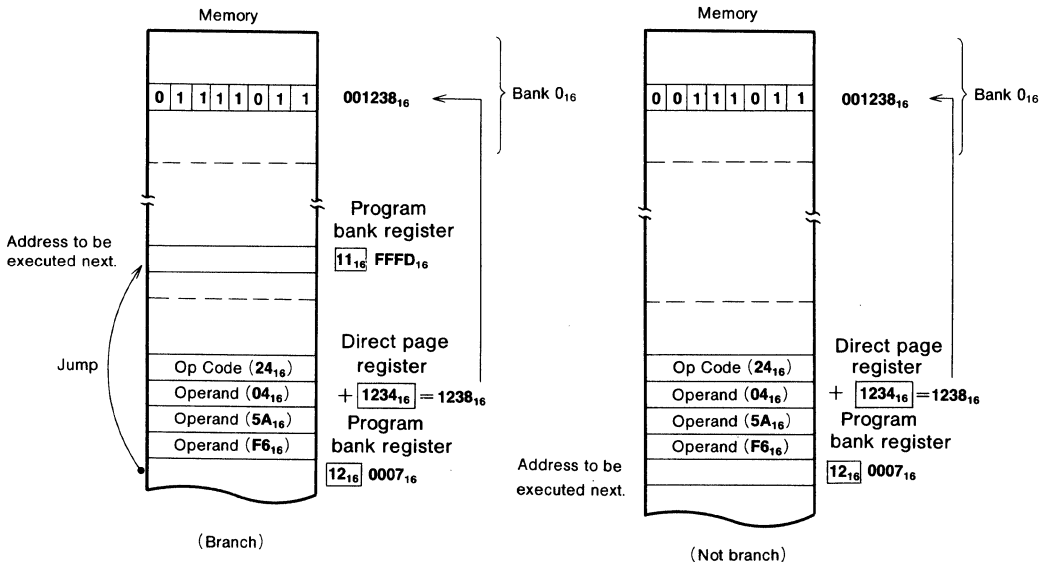 Memory
0 1 1 1 1 0 1 1
001238₁₆
Bank 0₁₆
Program
bank register
11₁₆ FFFD₁₆
Address to be
executed next.
Jump
Op Code (24₁₆)
Operand (04₁₆)
Operand (5A₁₆)
Operand (F6₁₆)
Direct page
register
+ 1234₁₆ = 1238₁₆
Program
bank register
12₁₆ 0007₁₆
(Branch)
Memory
0 0 1 1 1 0 1 1
001238₁₆
Bank 0₁₆
Op Code (24₁₆)
Operand (04₁₆)
Operand (5A₁₆)
Operand (F6₁₆)
Direct page
register
+ 1234₁₆ = 1238₁₆
Program
bank register
12₁₆ 0007₁₆
Address to be
executed next.
(Not branch)